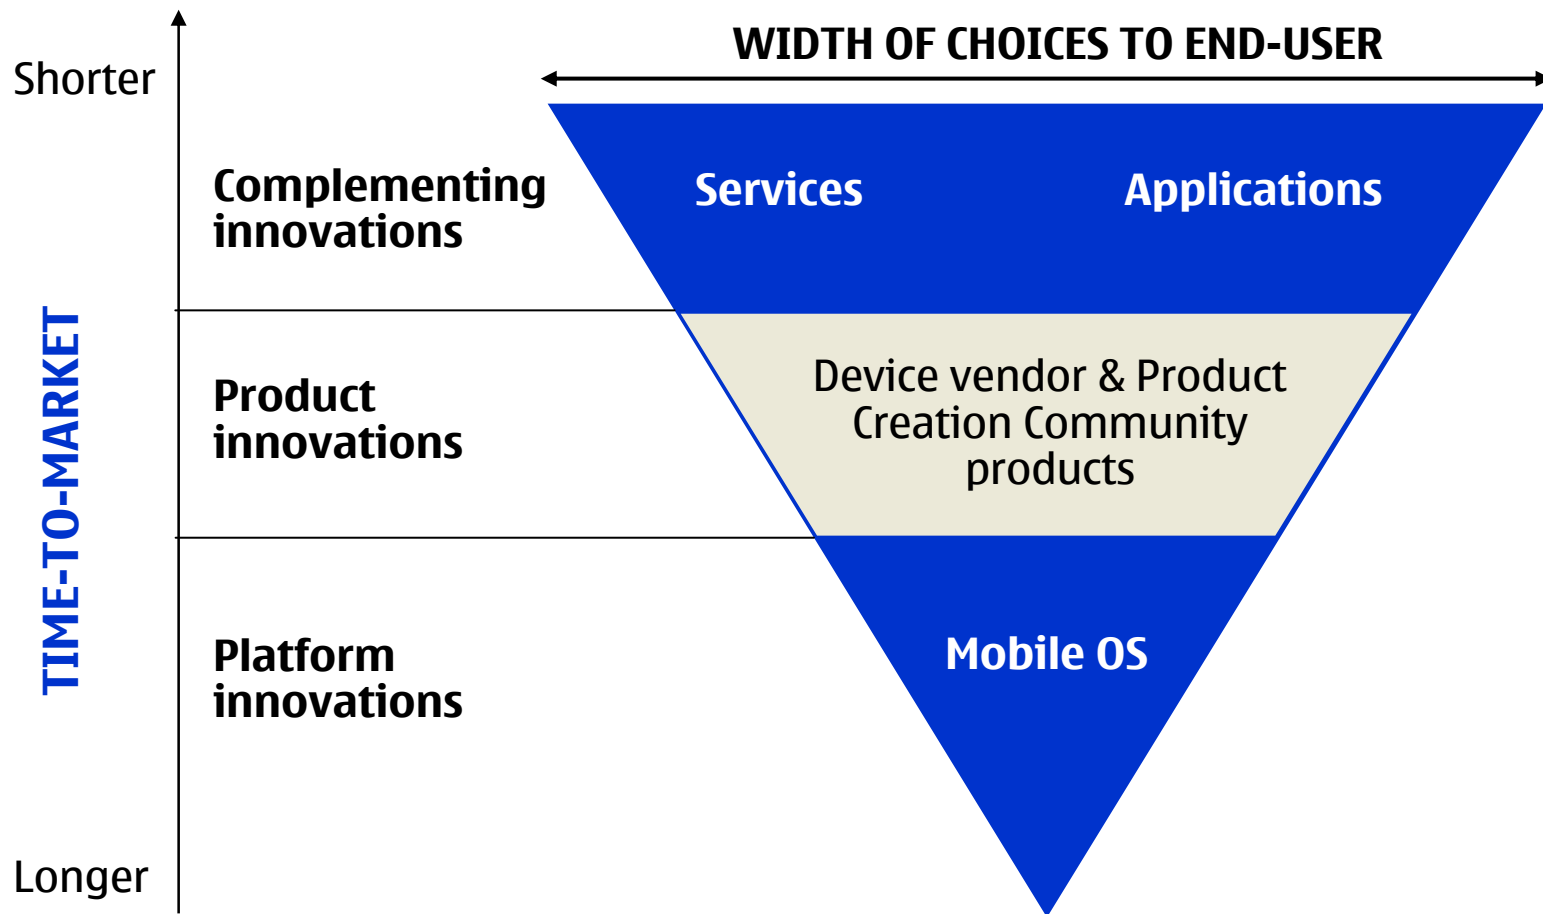 WIDTH OF CHOICES TO END-USER
Shorter
Complementing
innovations
Services
Applications
TIME-TO-MARKET
Product
innovations
Device vendor & Product
Creation Community
products
Platform
innovations
Mobile OS
Longer